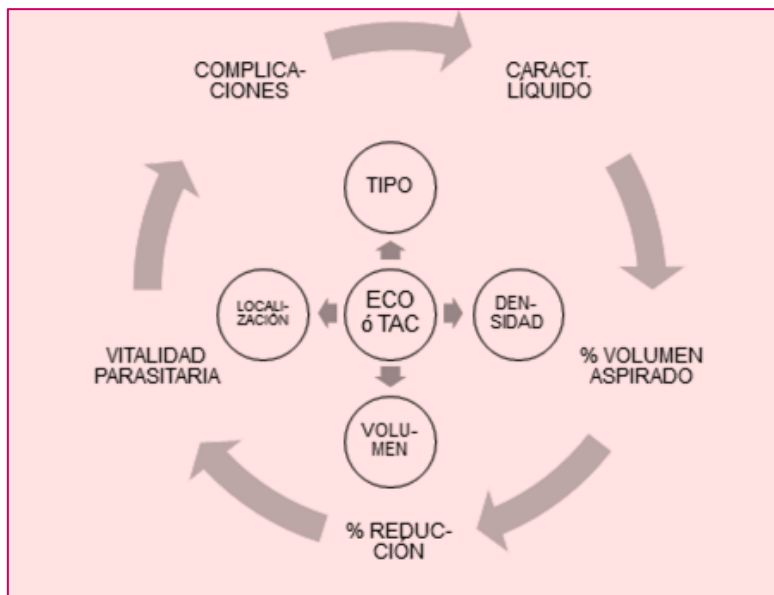 COMPLICA-
CIONES
CARACT.
LÍQUIDO
TIPO
LOCALI-
ZACIÓN
ECO
ó TAC
DEN-
SIDAD
VITALIDAD
PARASITARIA
% VOLUMEN
ASPIRADO
VOLU-
MEN
% REDUC-
CIÓN